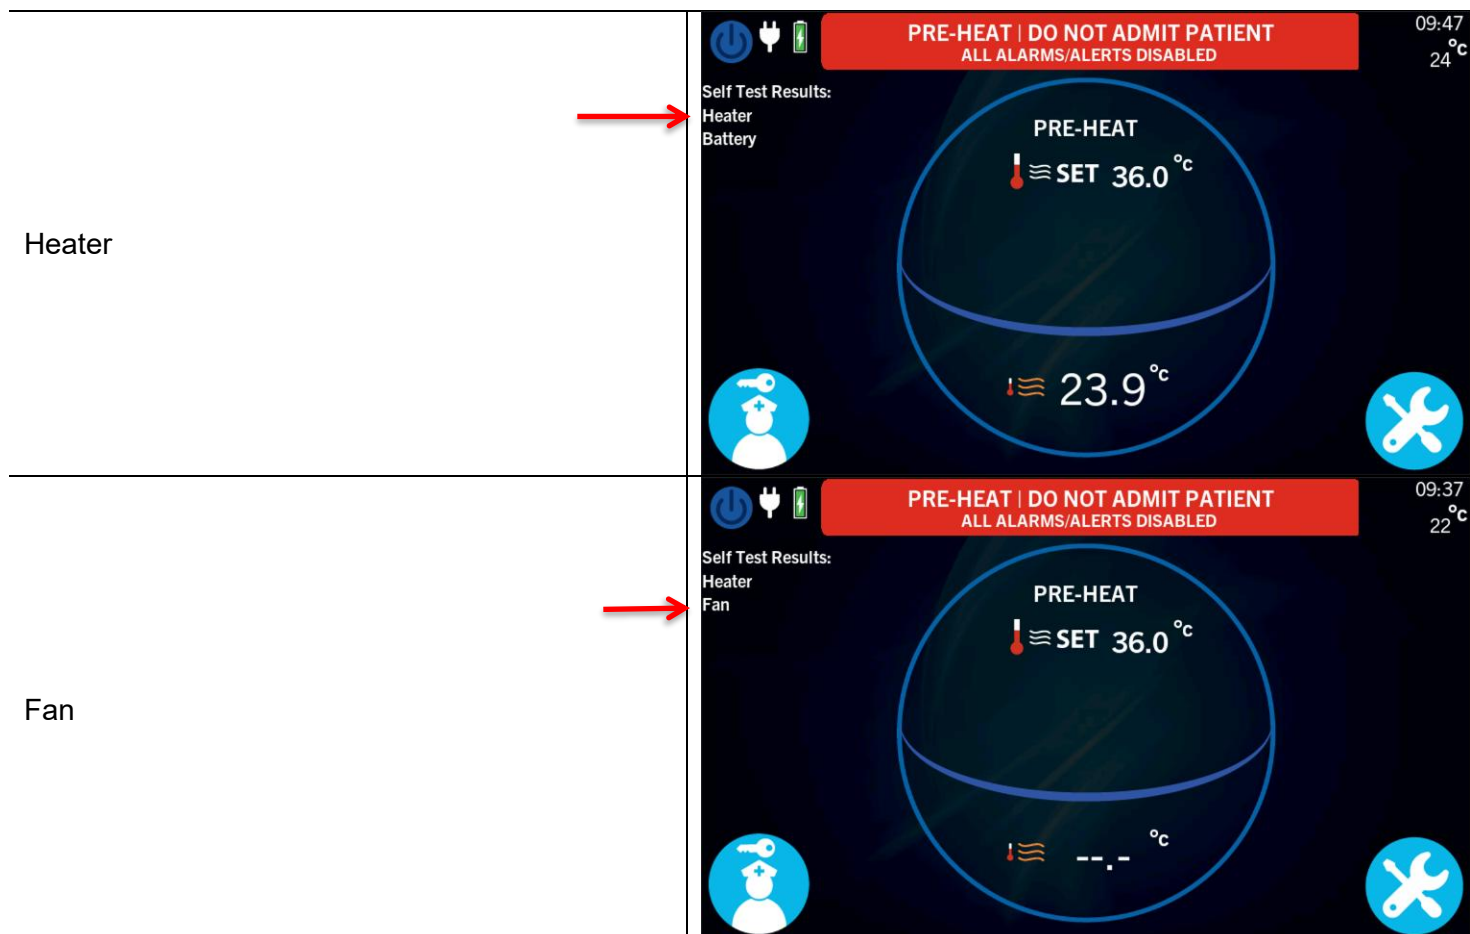 Heater
PRE-HEAT | DO NOT ADMIT PATIENT
ALL ALARMS/ALERTS DISABLED
09:47
24°C
Self Test Results:
Heater
Battery
PRE-HEAT
SET 36.0 °C
23.9 °C
Fan
PRE-HEAT | DO NOT ADMIT PATIENT
ALL ALARMS/ALERTS DISABLED
09:37
22°C
Self Test Results:
Heater
Fan
PRE-HEAT
SET 36.0 °C
--.- °C